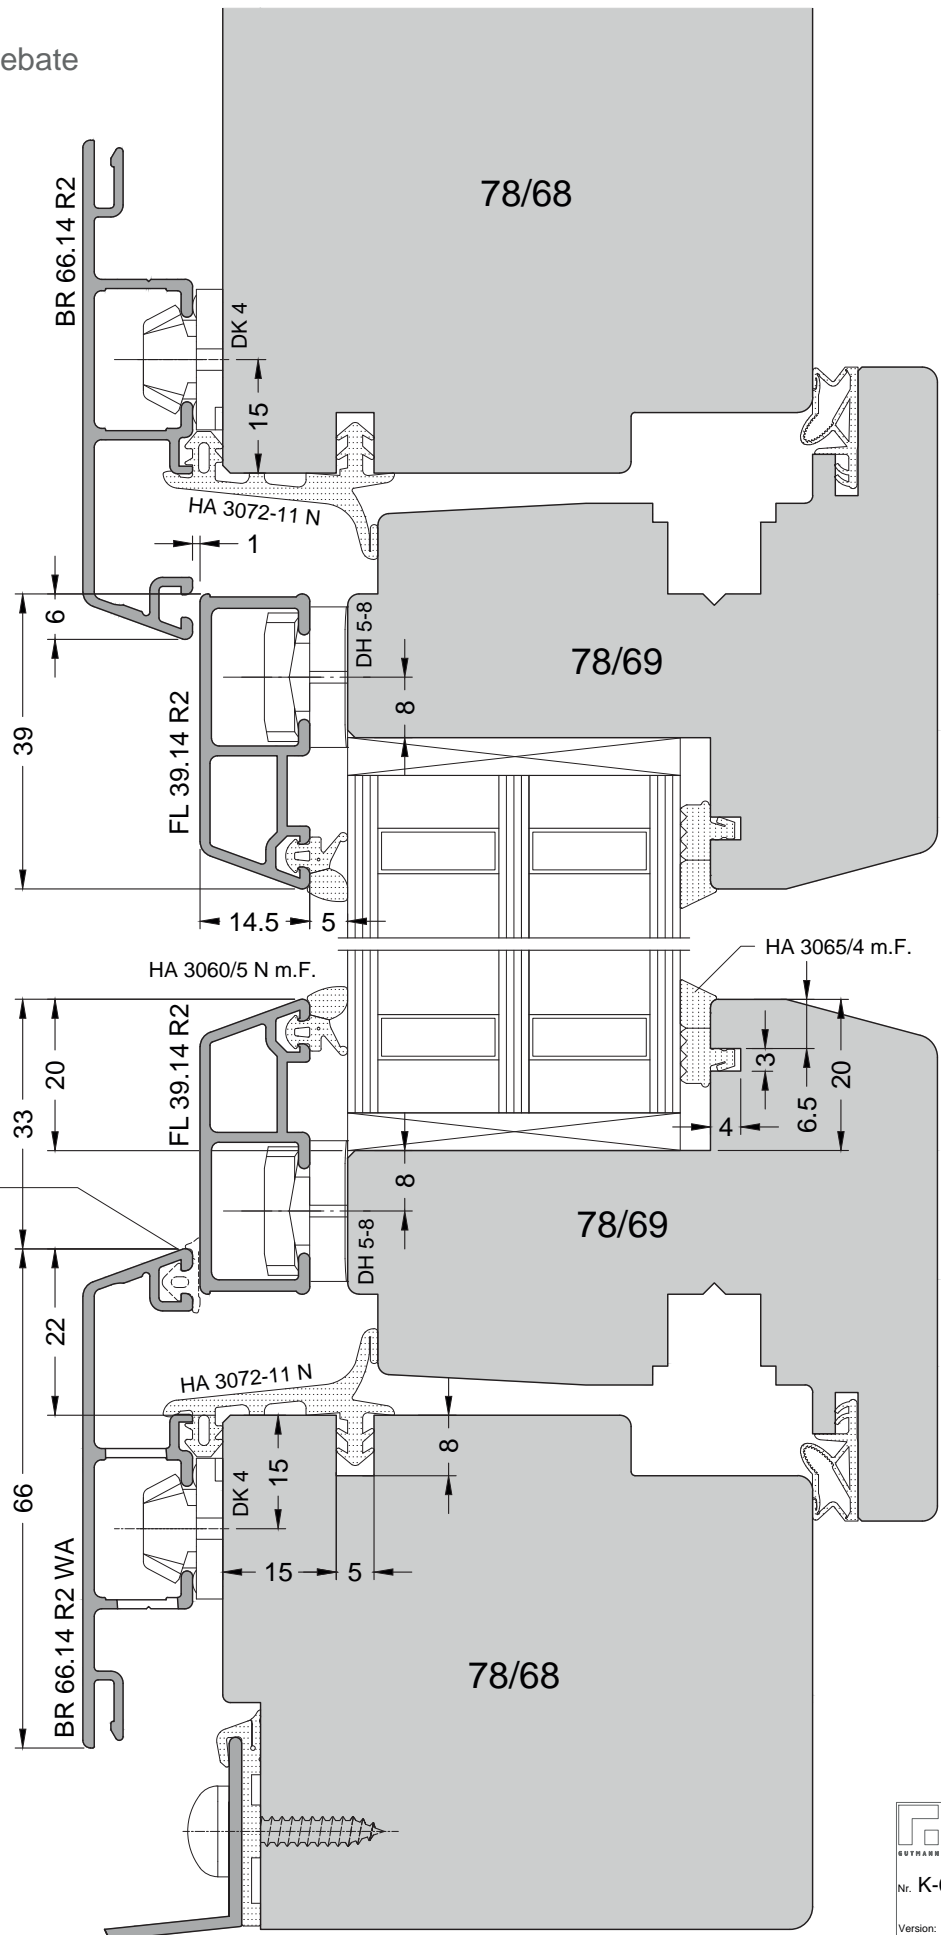 ebate
78/68
BR 66.14 R2
DK 4
15
HA 3072-11 N
1
6
39
DH 5-8
78/69
8
FL 39.14 R2
14.5
5
HA 3060/5 N m.F.
HA 3065/4 m.F.
20
33
FL 39.14 R2
3
4
6.5
20
8
78/69
DH 5-8
22
HA 3072-11 N
8
66
DK 4
15
15
5
BR 66.14 R2 WA
78/68
GUTMANN
Nr. K-
Version: